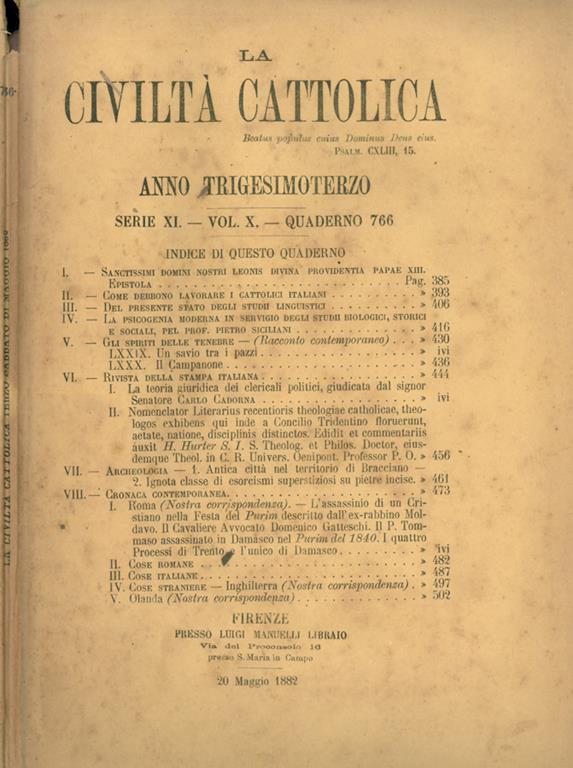 LA
CIVILTÀ CATTOLICA
Beatus populus cuius Dominus Deus eius.
PSALM. CXLIII, 15.
ANNO TRIGESIMOTERZO
SERIE XI. — VOL. X. — QUADERNO 766
INDICE DI QUESTO QUADERNO
I. — SANCTISSIMI DOMINI NOSTRI LEONIS DIVINA PROVIDENTIA PAPAE XIII.
EPISTOLA . . . . . . . . . . . . . . . . . . . . . . . . Pag. 385
II. — COME DEBBONO LAVORARE I CATTOLICI ITALIANI . . . . . . . . . » 393
III. — DEL PRESENTE STATO DEGLI STUDII LINGUISTICI . . . . . . . . . » 406
IV. — LA PSICOGENIA MODERNA IN SERVIGIO DEGLI STUDII BIOLOGICI, STORICI
E SOCIALI, PEL PROF. PIETRO SICILIANI . . . . . . . . . . . » 416
V. — GLI SPIRITI DELLE TENEBRE — (Racconto contemporaneo) . . . » 430
LXXIX. Un savio tra i pazzi . . . . . . . . . . . . . . . . » ivi
LXXX. Il Campanone . . . . . . . . . . . . . . . . . . . . » 436
VI. — RIVISTA DELLA STAMPA ITALIANA . . . . . . . . . . . . . . . » 444
I. La teoria giuridica dei clericali politici, giudicata dal signor
Senatore CARLO CADORNA . . . . . . . . . . . . . . . » ivi
II. Nomenclator Literarius recentioris theologiae catholicae, theo-
logos exhibens qui inde a Concilio Tridentino floruerunt,
aetate, natione, disciplinis distinctos. Edidit et commentariis
auxit H. Hurter S. I. S. Theolog. et Philos. Doctor, eius-
demque Theol. in C. R. Univers. Oenipont. Professor P. O. » 456
VII. — ARCHEOLOGIA — 1. Antica città nel territorio di Bracciano —
2. Ignota classe di esorcismi superstiziosi su pietre incise. » 461
VIII. — CRONACA CONTEMPORANEA . . . . . . . . . . . . . . . . . . » 473
I. Roma (Nostra corrispondenza). — L'assassinio di un Cri-
stiano nella Festa del Purim descritto dall'ex-rabbino Mol-
davo. Il Cavaliere Avvocato Domenico Gatteschi. Il P. Tom-
maso assassinato in Damasco nel Purim del 1840. I quattro
Processi di Trento e l'unico di Damasco . . . . . . . . . » ivi
II. COSE ROMANE . . . . . . . . . . . . . . . . . . . . . . » 482
III. COSE ITALIANE . . . . . . . . . . . . . . . . . . . . . » 487
IV. COSE STRANIERE — Inghilterra (Nostra corrispondenza) . » 497
V. Olanda (Nostra corrispondenza) . . . . . . . . . . . . . » 502
FIRENZE
PRESSO LUIGI MANUELLI LIBRAIO
Via del Proconsolo 16
presso S. Maria in Campo
20 Maggio 1882
LA CIVILTÀ CATTOLICA TERZO SABBATO DI MAGGIO 1882
766